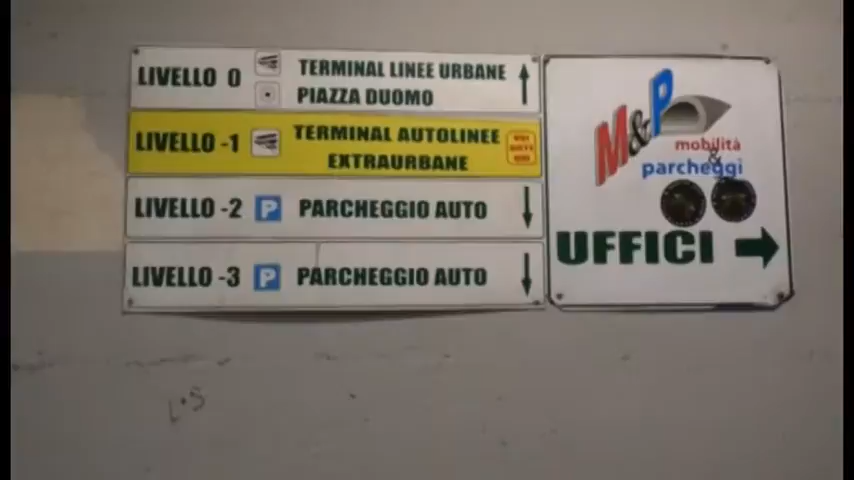 LIVELLO 0
TERMINAL LINEE URBANE
PIAZZA DUOMO
LIVELLO -1
TERMINAL AUTOLINEE
EXTRAURBANE
LIVELLO -2
P
PARCHEGGIO AUTO
LIVELLO -3
P
PARCHEGGIO AUTO
M&P
mobilità
&
parcheggi
UFFICI